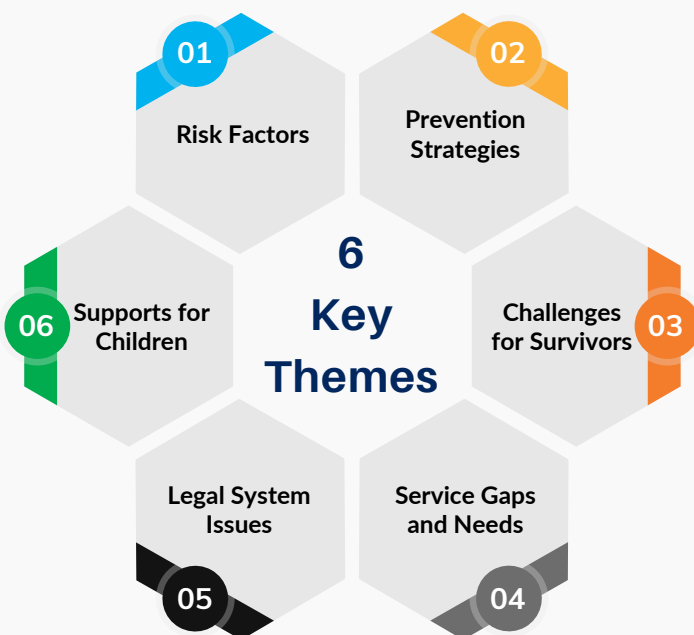 01
Risk Factors
02
Prevention
Strategies
6
Key
Themes
03
Challenges
for Survivors
04
Service Gaps
and Needs
05
Legal System
Issues
06
Supports for
Children